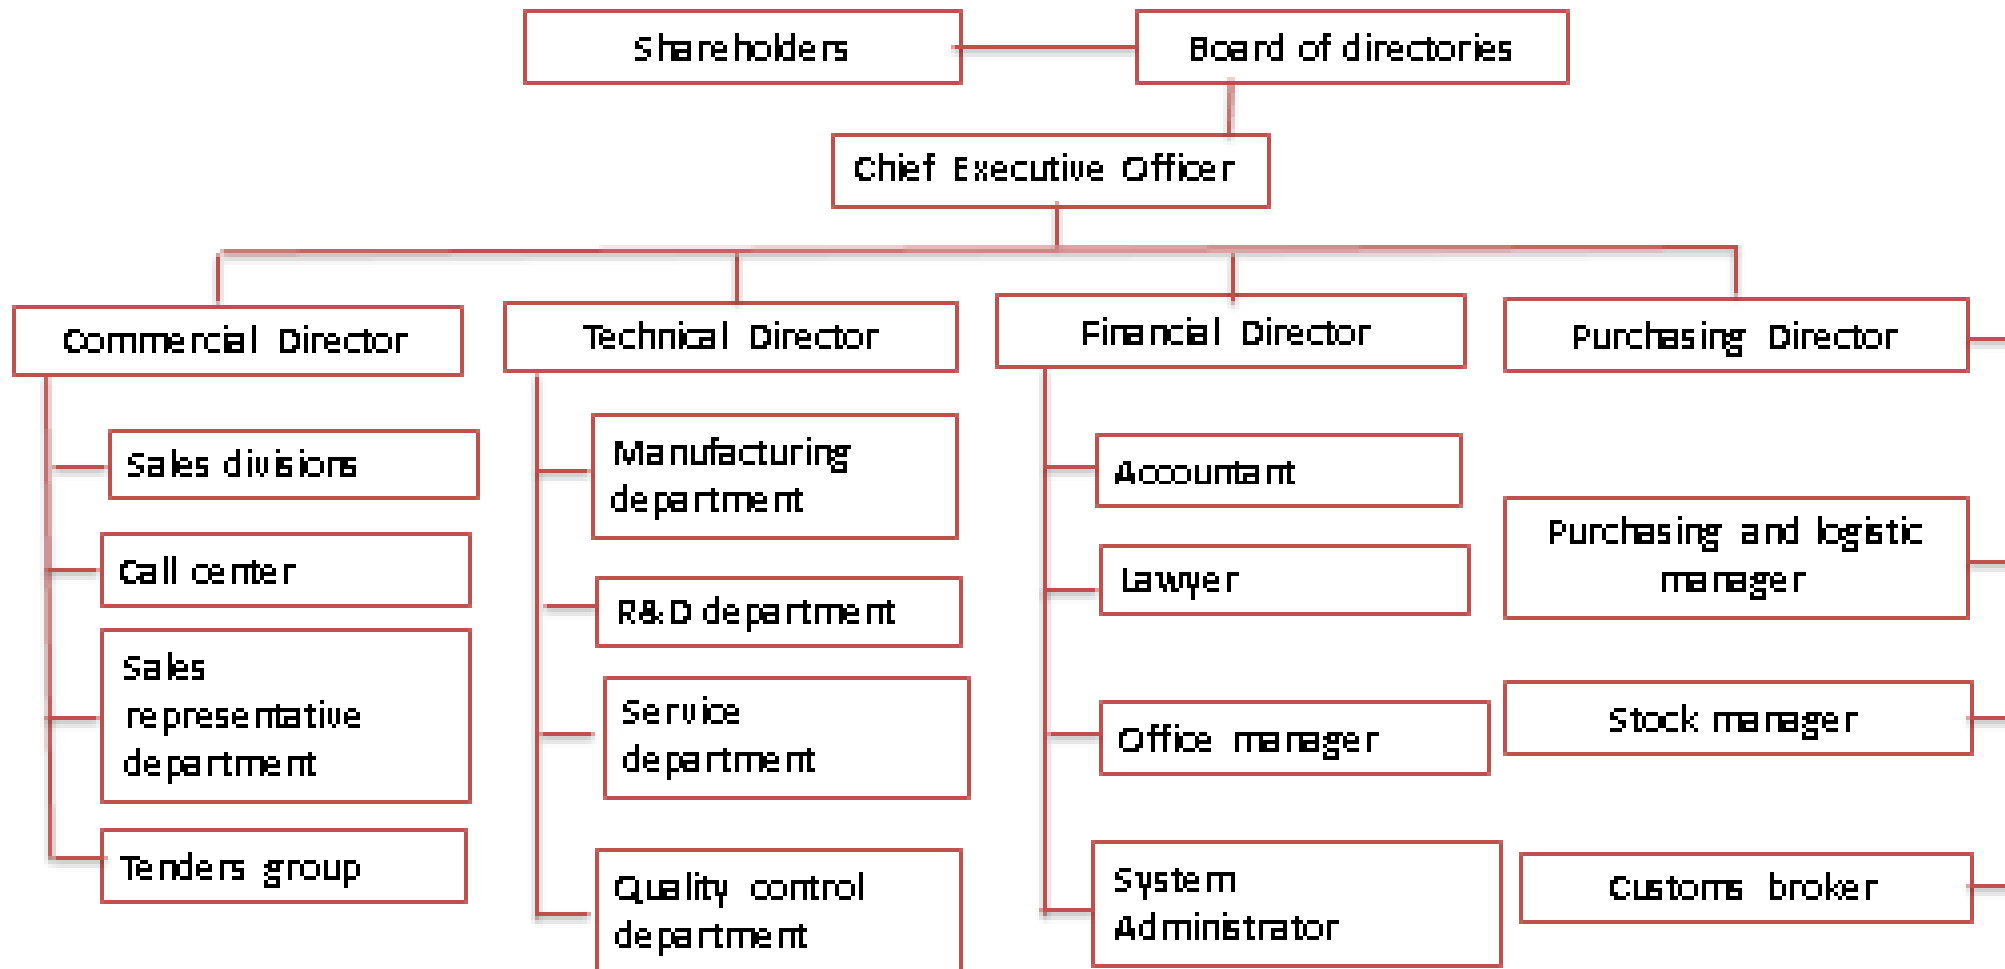 Shareholders
Board of directories
Chief Executive Officer
Commercial Director
Technical Director
Financial Director
Purchasing Director
Sales divisions
Call center
Sales
representative
department
Tenders group
Manufacturing
department
R&D department
Service
department
Quality control
department
Accountant
Lawyer
Office manager
System
Administrator
Purchasing and logistic
manager
Stock manager
Customs broker